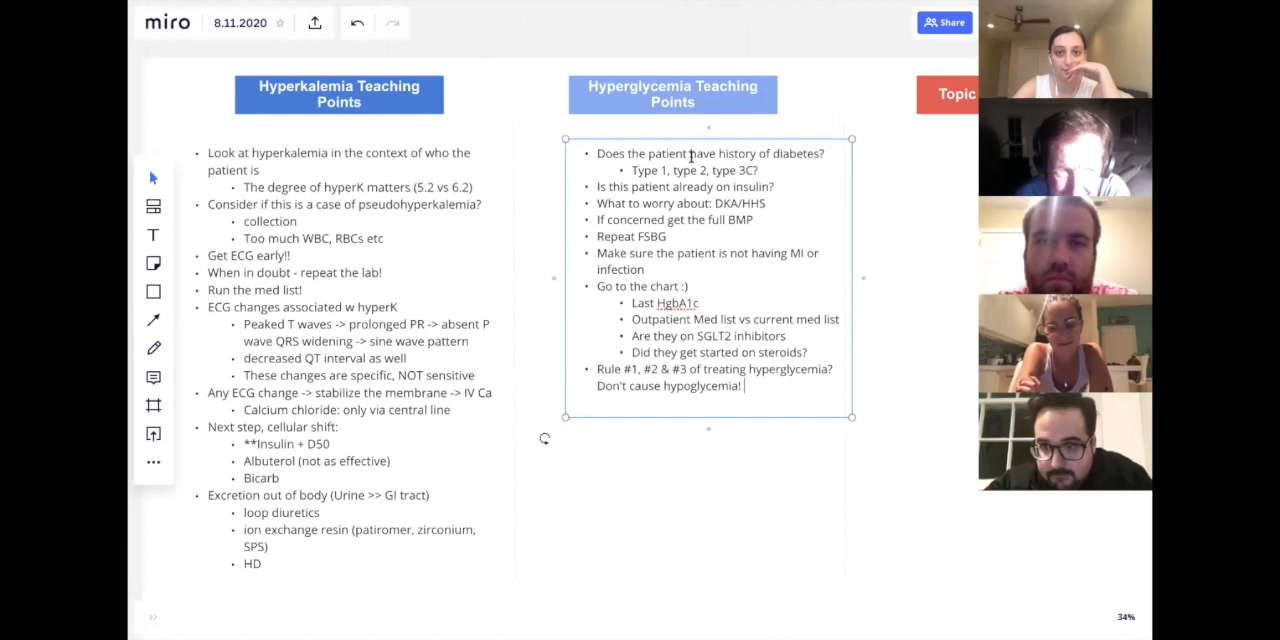 miro
8.11.2020
Share
Hyperkalemia Teaching
Points
Look at hyperkalemia in the context of who the
patient is
The degree of hyperK matters (5.2 vs 6.2)
Consider if this is a case of pseudohyperkalemia?
collection
Too much WBC, RBCs etc
Get ECG early!!
When in doubt - repeat the lab!
Run the med list!
ECG changes associated w hyperK
Peaked T waves -> prolonged PR -> absent P
wave QRS widening -> sine wave pattern
decreased QT interval as well
These changes are specific, NOT sensitive
Any ECG change -> stabilize the membrane -> IV Ca
Calcium chloride: only via central line
Next step, cellular shift:
**Insulin + D50
Albuterol (not as effective)
Bicarb
Excretion out of body (Urine >> GI tract)
loop diuretics
ion exchange resin (patiromer, zirconium,
SPS)
HD
Hyperglycemia Teaching
Points
Does the patient have history of diabetes?
Type 1, type 2, type 3C?
Is this patient already on insulin?
What to worry about: DKA/HHS
If concerned get the full BMP
Repeat FSBG
Make sure the patient is not having MI or
infection
Go to the chart :)
Last HgbA1c
Outpatient Med list vs current med list
Are they on SGLT2 inhibitors
Did they get started on steroids?
Rule #1, #2 & #3 of treating hyperglycemia?
Don't cause hypoglycemia!
Topic
34%